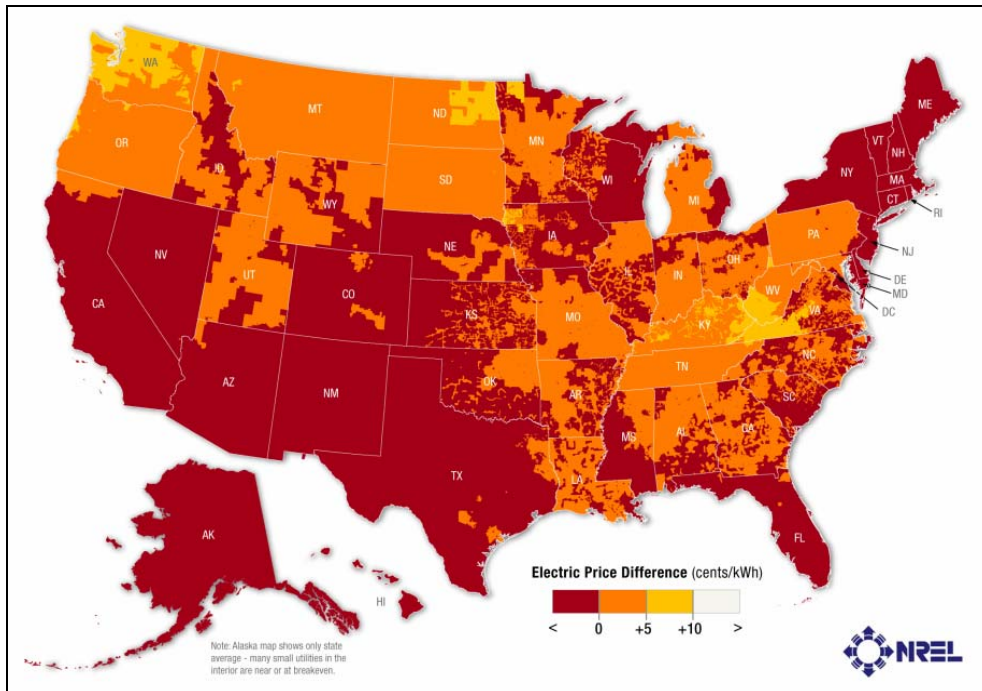 WA
MT
ND
ME
OR
MN
VT
NH
ID
SD
WI
NY
MA
WY
MI
CT
RI
IA
PA
NE
NJ
NV
OH
IL
IN
DE
UT
WV
MD
CA
CO
VA
DC
KS
MO
KY
NC
TN
AZ
OK
NM
AR
SC
MS
AL
GA
TX
LA
FL
AK
HI
Electric Price Difference (cents/kWh)
< 0 +5 +10 >
Note: Alaska map shows only state
average - many small utilities in the
interior are near or at breakeven.
NREL